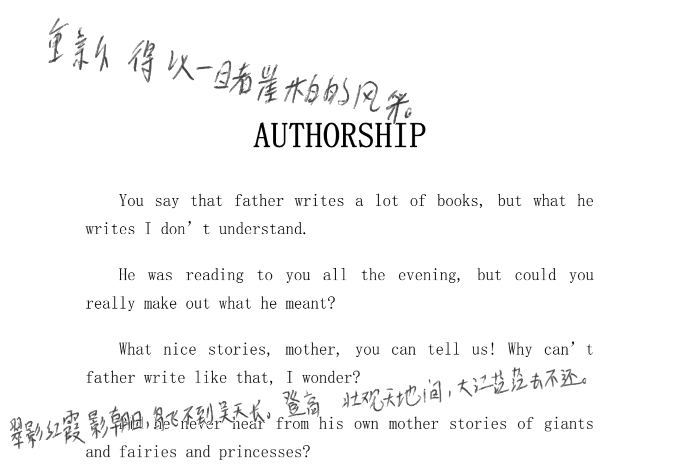 重新得以一睹崖柏的风采。
AUTHORSHIP
You say that father writes a lot of books, but what he
writes I don't understand.
He was reading to you all the evening, but could you
really make out what he meant?
What nice stories, mother, you can tell us! Why can't
father write like that, I wonder?
翠影红霞影朝日,鸟飞不到吴天长。登高 壮观天地间,大江茫茫去不还。
Did he never hear from his own mother stories of giants
and fairies and princesses?